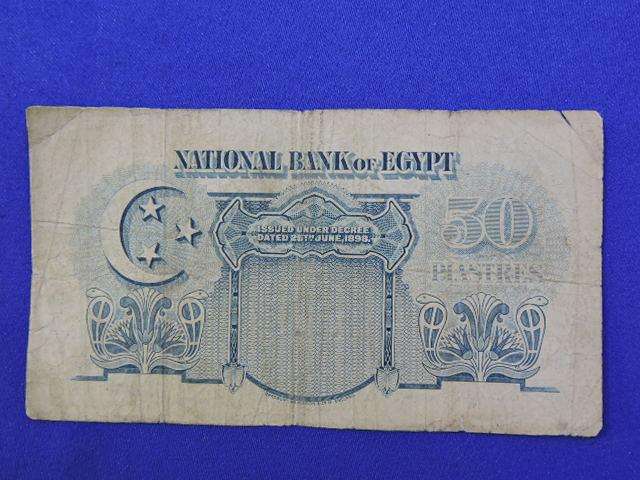 NATIONAL BANK OF EGYPT
ISSUED UNDER DECREE
DATED 25TH JUNE, 1898.
50
PIASTRES